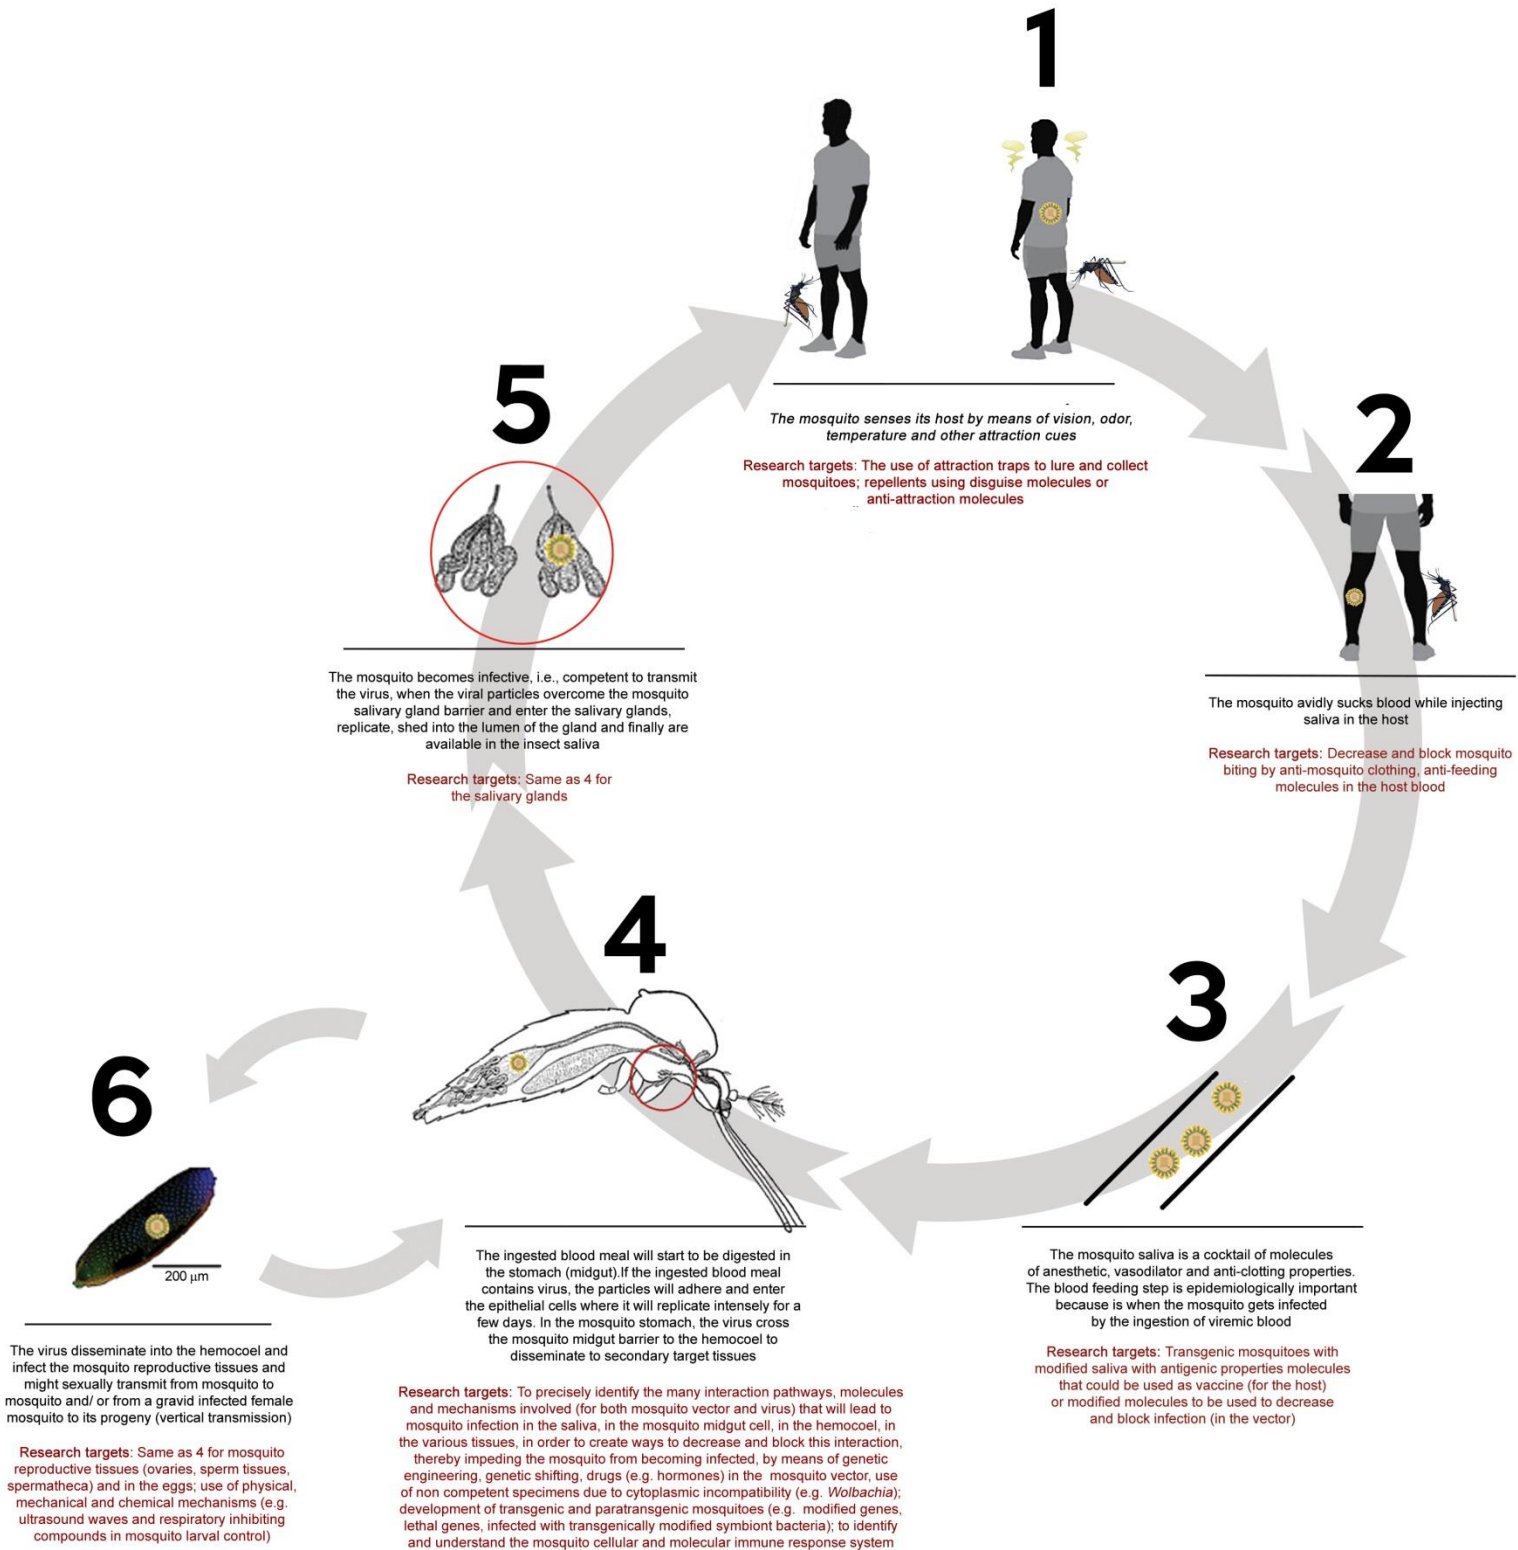 1
The mosquito senses its host by means of vision, odor,
temperature and other attraction cues
Research targets: The use of attraction traps to lure and collect
mosquitoes; repellents using disguise molecules or
anti-attraction molecules
2
The mosquito avidly sucks blood while injecting
saliva in the host
Research targets: Decrease and block mosquito
biting by anti-mosquito clothing, anti-feeding
molecules in the host blood
3
The mosquito saliva is a cocktail of molecules
of anesthetic, vasodilator and anti-clotting properties.
The blood feeding step is epidemiologically important
because is when the mosquito gets infected
by the ingestion of viremic blood
Research targets: Transgenic mosquitoes with
modified saliva with antigenic properties molecules
that could be used as vaccine (for the host)
or modified molecules to be used to decrease
and block infection (in the vector)
4
The ingested blood meal will start to be digested in
the stomach (midgut).If the ingested blood meal
contains virus, the particles will adhere and enter
the epithelial cells where it will replicate intensely for a
few days. In the mosquito stomach, the virus cross
the mosquito midgut barrier to the hemocoel to
disseminate to secondary target tissues
Research targets: To precisely identify the many interaction pathways, molecules
and mechanisms involved (for both mosquito vector and virus) that will lead to
mosquito infection in the saliva, in the mosquito midgut cell, in the hemocoel, in
the various tissues, in order to create ways to decrease and block this interaction,
thereby impeding the mosquito from becoming infected, by means of genetic
engineering, genetic shifting, drugs (e.g. hormones) in the mosquito vector, use
of non competent specimens due to cytoplasmic incompatibility (e.g. Wolbachia);
development of transgenic and paratransgenic mosquitoes (e.g. modified genes,
lethal genes, infected with transgenically modified symbiont bacteria); to identify
and understand the mosquito cellular and molecular immune response system
5
The mosquito becomes infective, i.e., competent to transmit
the virus, when the viral particles overcome the mosquito
salivary gland barrier and enter the salivary glands,
replicate, shed into the lumen of the gland and finally are
available in the insect saliva
Research targets: Same as 4 for
the salivary glands
6
200 µm
The virus disseminate into the hemocoel and
infect the mosquito reproductive tissues and
might sexually transmit from mosquito to
mosquito and/ or from a gravid infected female
mosquito to its progeny (vertical transmission)
Research targets: Same as 4 for mosquito
reproductive tissues (ovaries, sperm tissues,
spermatheca) and in the eggs; use of physical,
mechanical and chemical mechanisms (e.g.
ultrasound waves and respiratory inhibiting
compounds in mosquito larval control)